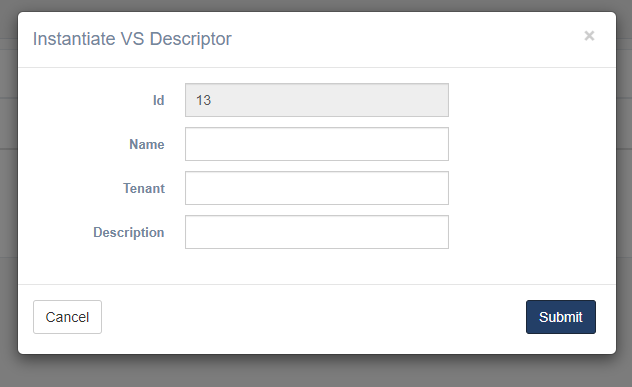 Instantiate VS Descriptor ×
Id 13
Name
Tenant
Description
Cancel Submit